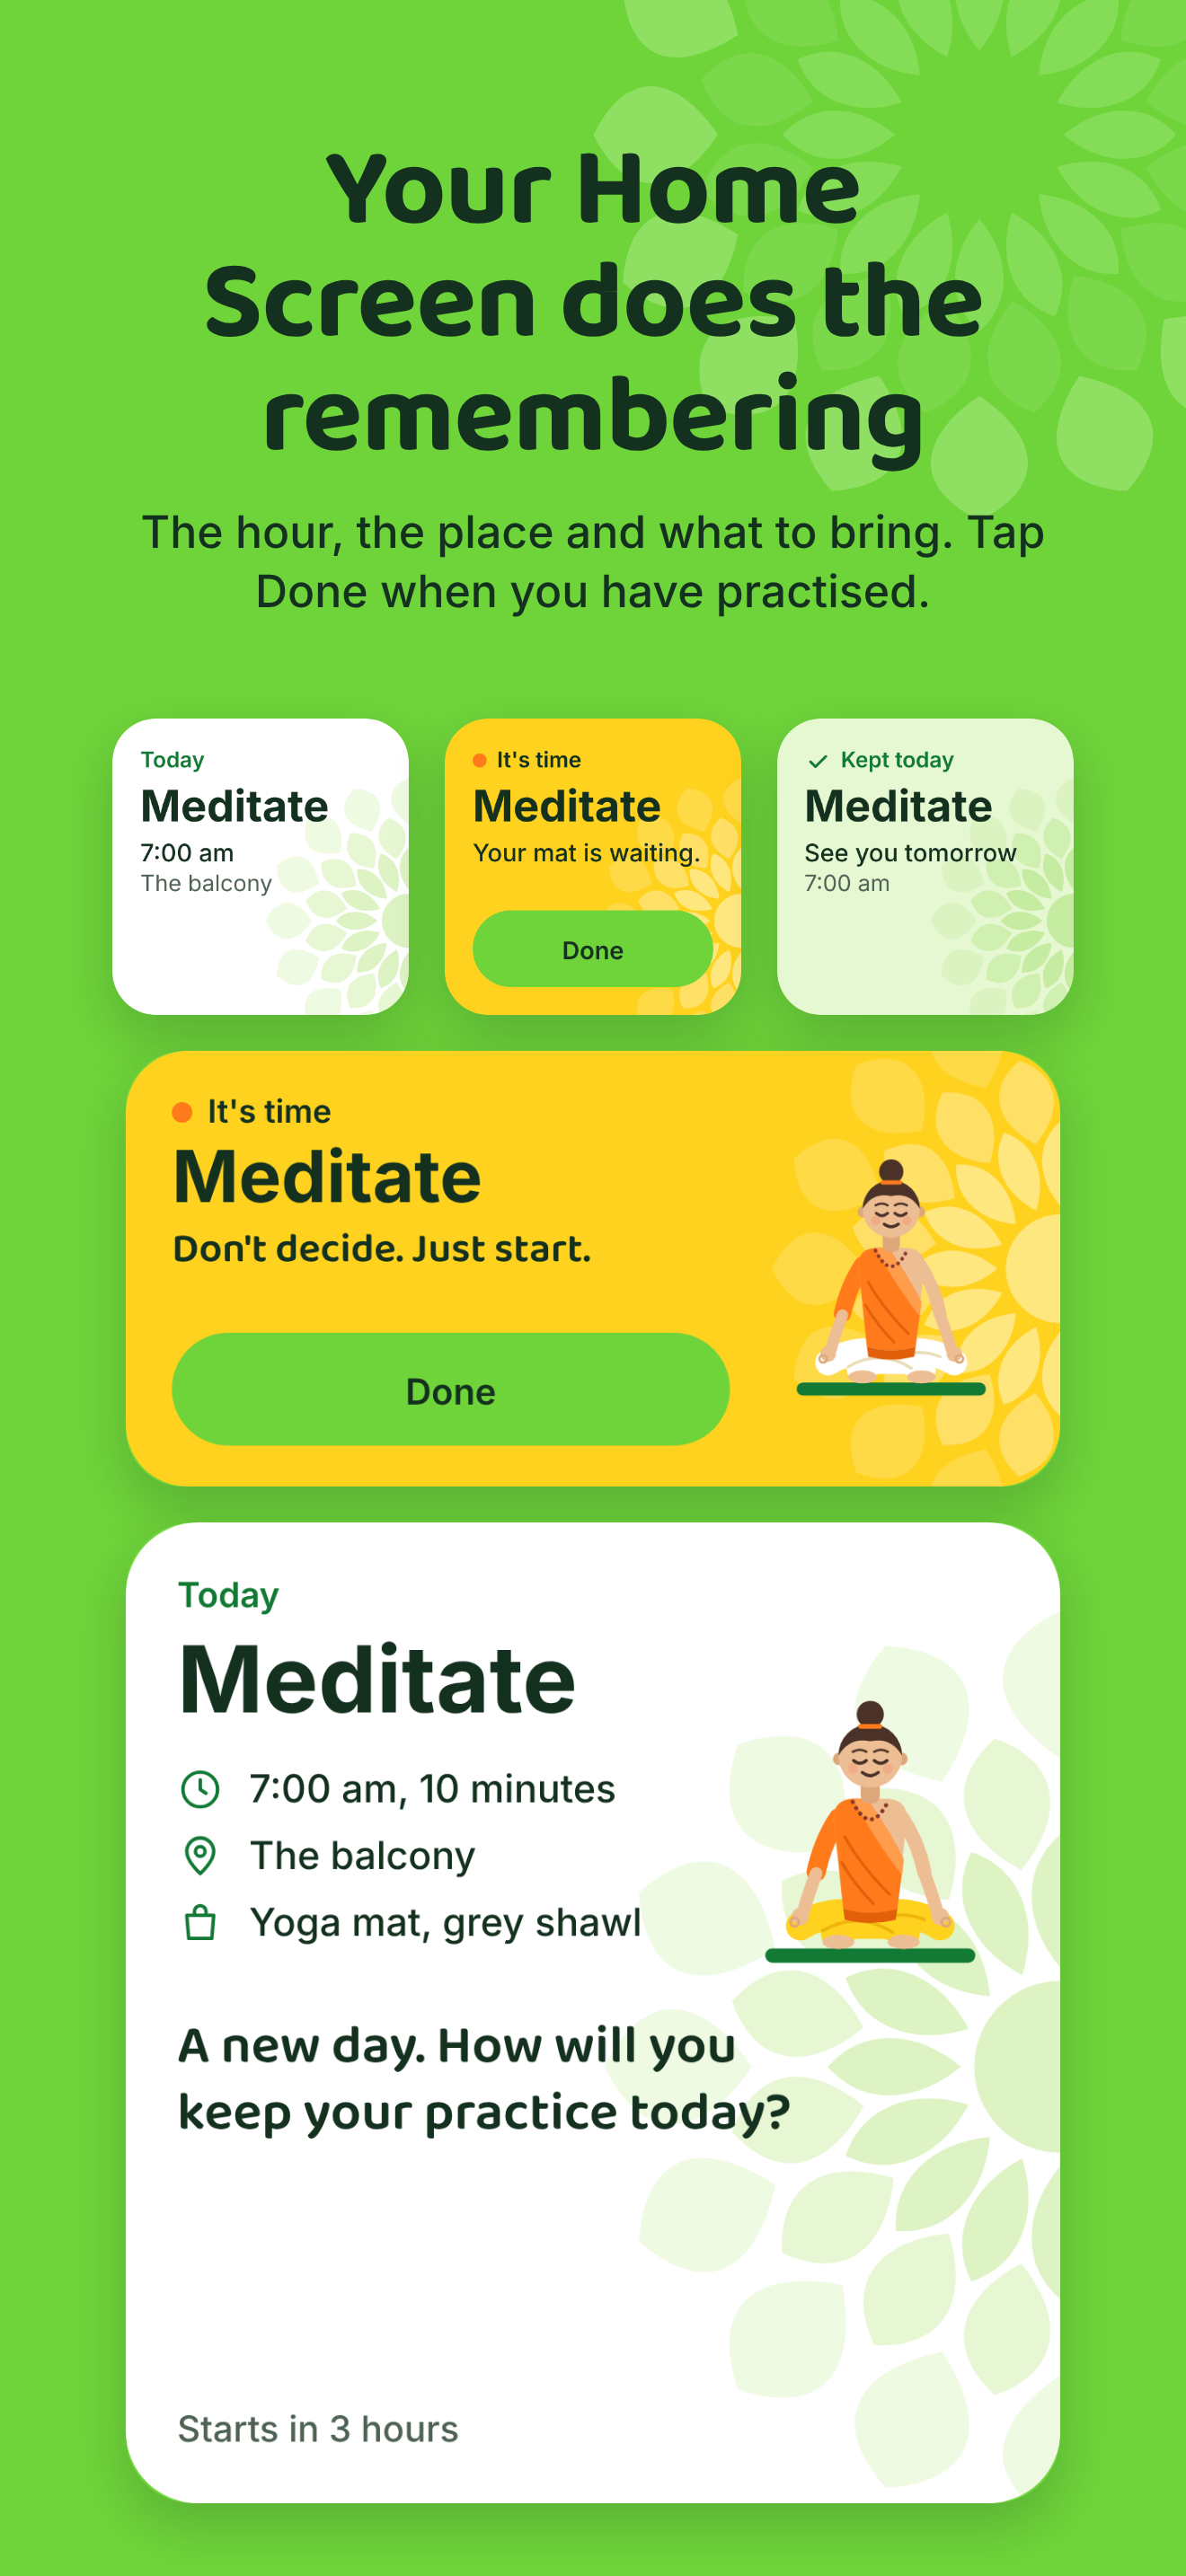 Your Home
Screen does the
remembering
The hour, the place and what to bring. Tap
Done when you have practised.
Today
Meditate
7:00 am
The balcony
It's time
Meditate
Your mat is waiting.
Done
Kept today
Meditate
See you tomorrow
7:00 am
It's time
Meditate
Don't decide. Just start.
Done
Today
Meditate
7:00 am, 10 minutes
The balcony
Yoga mat, grey shawl
A new day. How will you
keep your practice today?
Starts in 3 hours